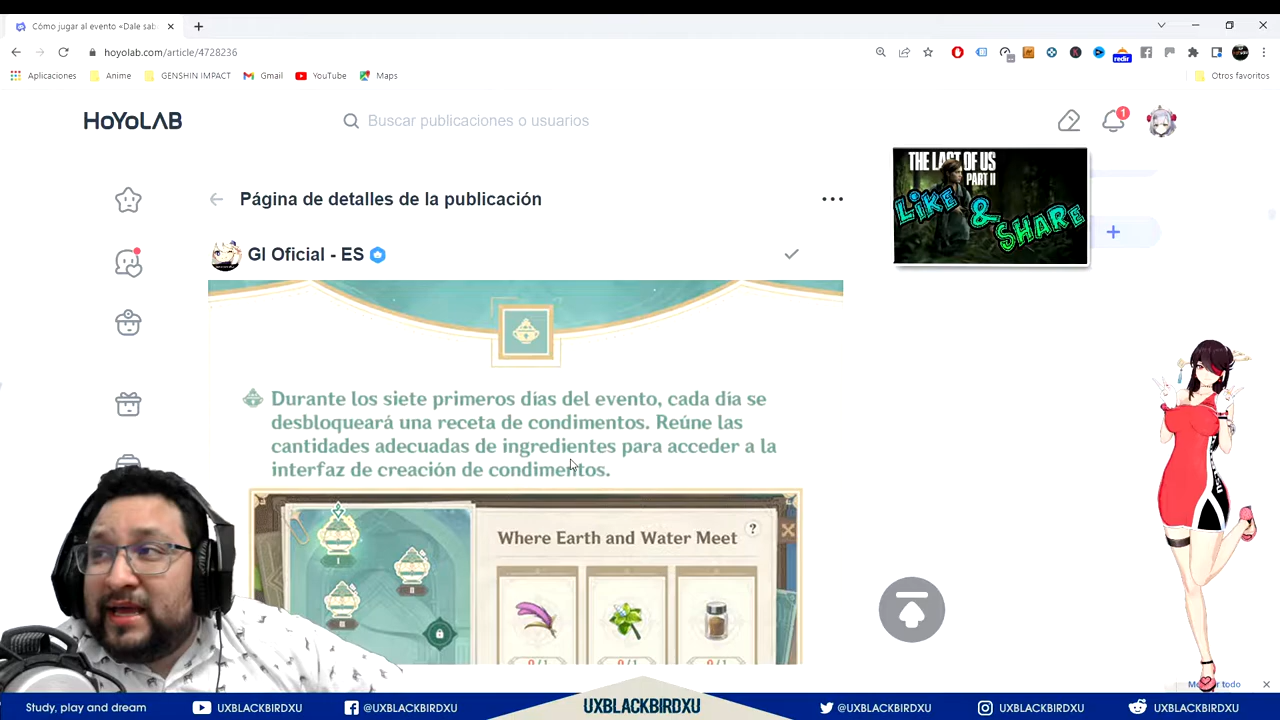 Cómo jugar al evento «Dale sab
hoyolab.com/article/4728236
redir
Aplicaciones
Anime
GENSHIN IMPACT
Gmail
YouTube
Maps
Otros favoritos
HoYoLAB
Buscar publicaciones o usuarios
1
THE LAST OF US
PART II
LIKE
&
SHARE
Página de detalles de la publicación
GI Oficial - ES
Durante los siete primeros días del evento, cada día se
desbloqueará una receta de condimentos. Reúne las
cantidades adecuadas de ingredientes para acceder a la
interfaz de creación de condimentos.
Where Earth and Water Meet
?
I
II
0/1
0/1
0/1
Study, play and dream
UXBLACKBIRDXU
@UXBLACKBIRDXU
UXBLACKBIRDXU
@UXBLACKBIRDXU
UXBLACKBIRDXU
UXBLACKBIRDXU